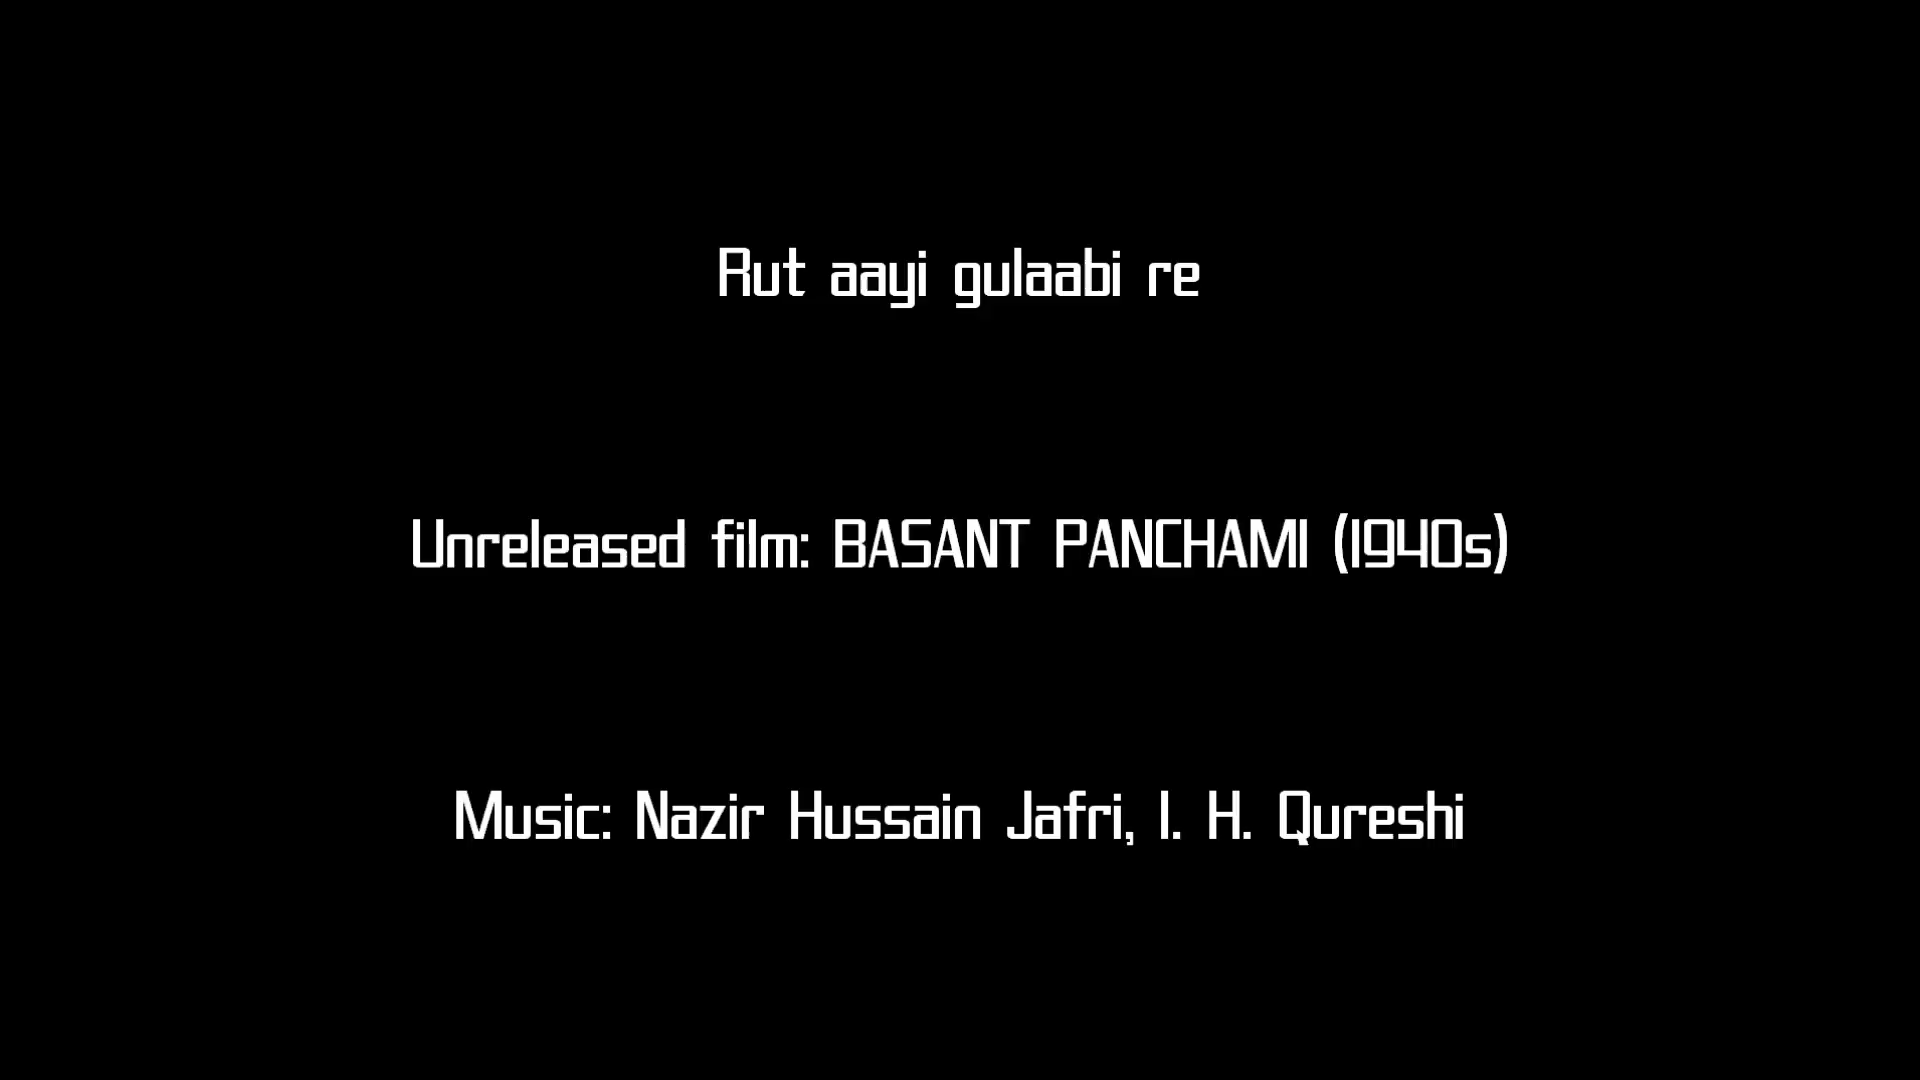 Rut aayi gulaabi re
Unreleased film: BASANT PANCHAMI (1940s)
Music: Nazir Hussain Jafri, I. H. Qureshi